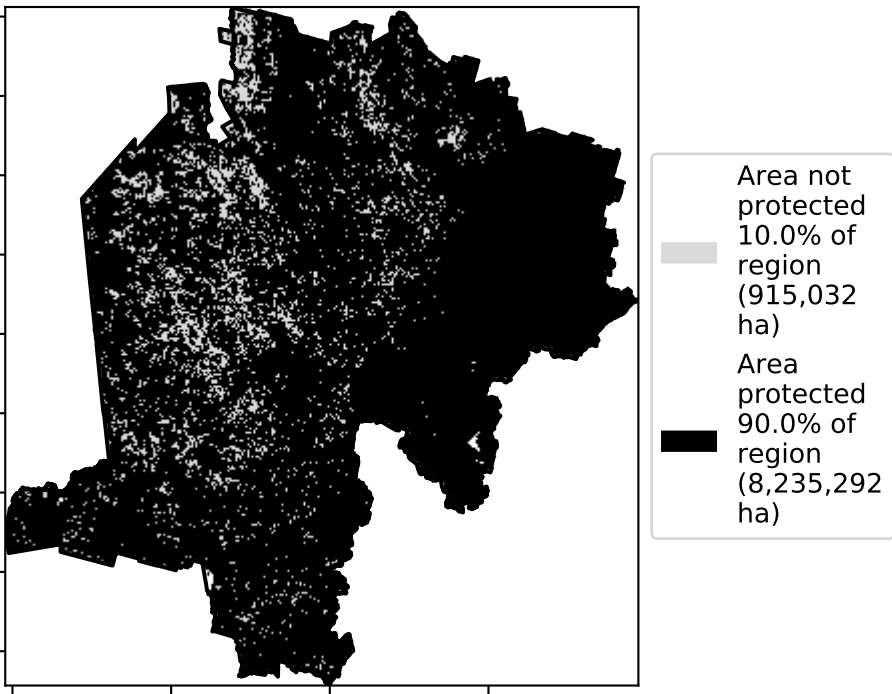 Area not
protected
10.0% of
region
(915,032
ha)
Area
protected
90.0% of
region
(8,235,292
ha)